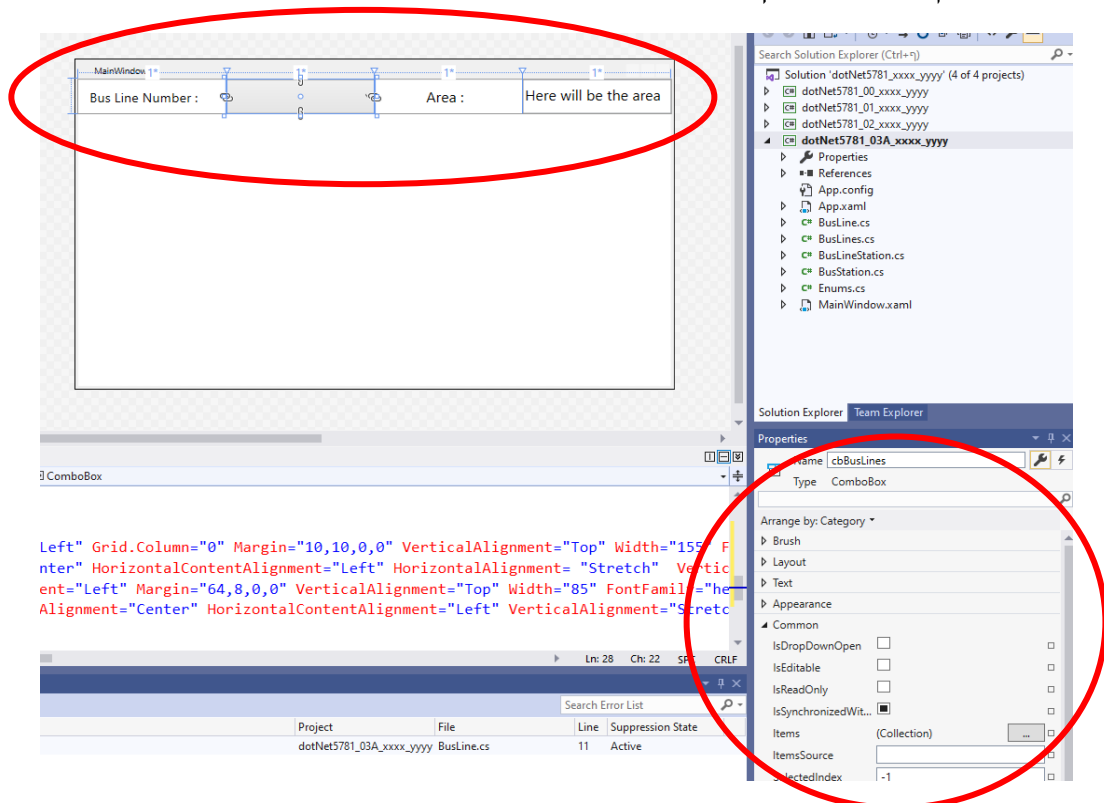 Search Solution Explorer (Ctrl+ף)
Solution 'dotNet5781_xxxx_yyyy' (4 of 4 projects)
C# dotNet5781_00_xxxx_yyyy
C# dotNet5781_01_xxxx_yyyy
C# dotNet5781_02_xxxx_yyyy
C# dotNet5781_03A_xxxx_yyyy
Properties
References
App.config
App.xaml
C# BusLine.cs
C# BusLines.cs
C# BusLineStation.cs
C# BusStation.cs
C# Enums.cs
MainWindow.xaml
MainWindow 1* 1* 1* 1*
Bus Line Number : Area : Here will be the area
Solution Explorer Team Explorer
Properties
Name cbBusLines
Type ComboBox
Arrange by: Category
Brush
Layout
Text
Appearance
Common
IsDropDownOpen
IsEditable
IsReadOnly
IsSynchronizedWit...
Items (Collection) ...
ItemsSource
SelectedIndex -1
ComboBox
Left" Grid.Column="0" Margin="10,10,0,0" VerticalAlignment="Top" Width="155" F
nter" HorizontalContentAlignment="Left" HorizontalAlignment= "Stretch" Vertic
ent="Left" Margin="64,8,0,0" VerticalAlignment="Top" Width="85" FontFamil ="he
Alignment="Center" HorizontalContentAlignment="Left" VerticalAlignment="Stretc
Ln: 28 Ch: 22 SPC CRLF
Search Error List
Project File Line Suppression State
dotNet5781_03A_xxxx_yyyy BusLine.cs 11 Active